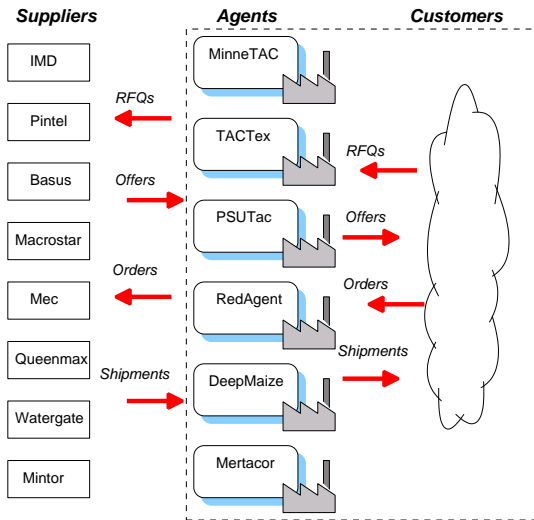 Suppliers
Agents
Customers
IMD
MinneTAC
RFQs
Pintel
TACTex
RFQs
Basus
Offers
PSUTac
Offers
Macrostar
Orders
Mec
RedAgent
Orders
Queenmax
Shipments
DeepMaize
Shipments
Watergate
Mertacor
Mintor